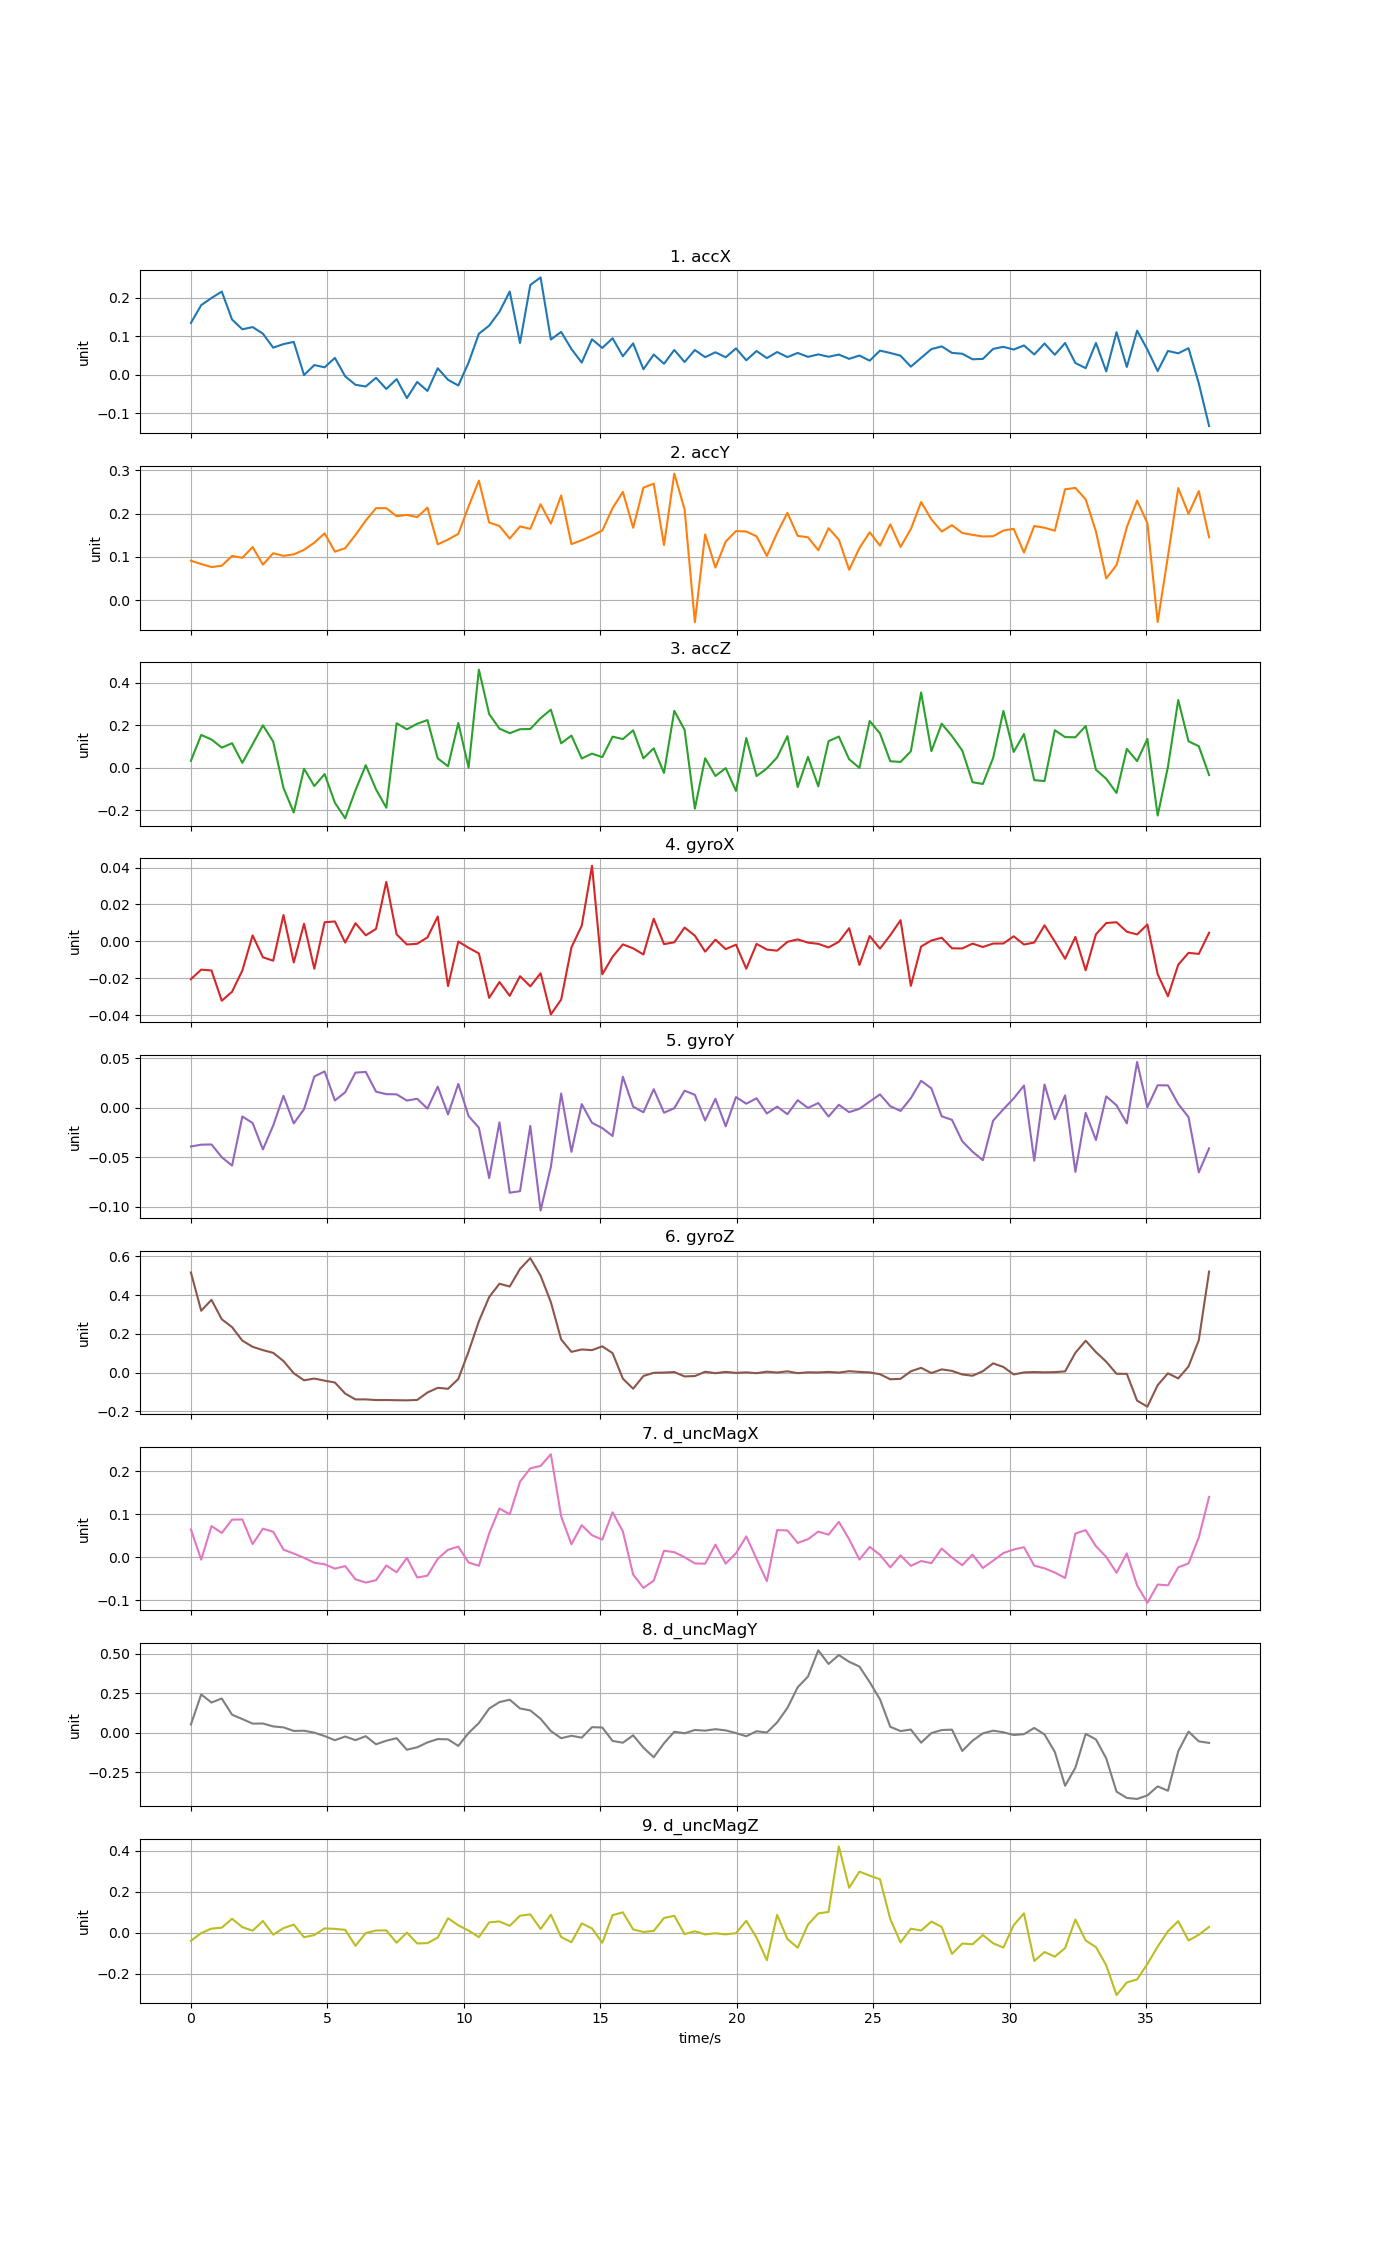 1. accX
0.2
0.1
0.0
−0.1
unit
2. accY
0.3
0.2
0.1
0.0
unit
3. accZ
0.4
0.2
0.0
−0.2
unit
4. gyroX
0.04
0.02
0.00
−0.02
−0.04
unit
5. gyroY
0.05
0.00
−0.05
−0.10
unit
6. gyroZ
0.6
0.4
0.2
0.0
−0.2
unit
7. d_uncMagX
0.2
0.1
0.0
−0.1
unit
8. d_uncMagY
0.50
0.25
0.00
−0.25
unit
9. d_uncMagZ
0.4
0.2
0.0
−0.2
unit
0 5 10 15 20 25 30 35
time/s